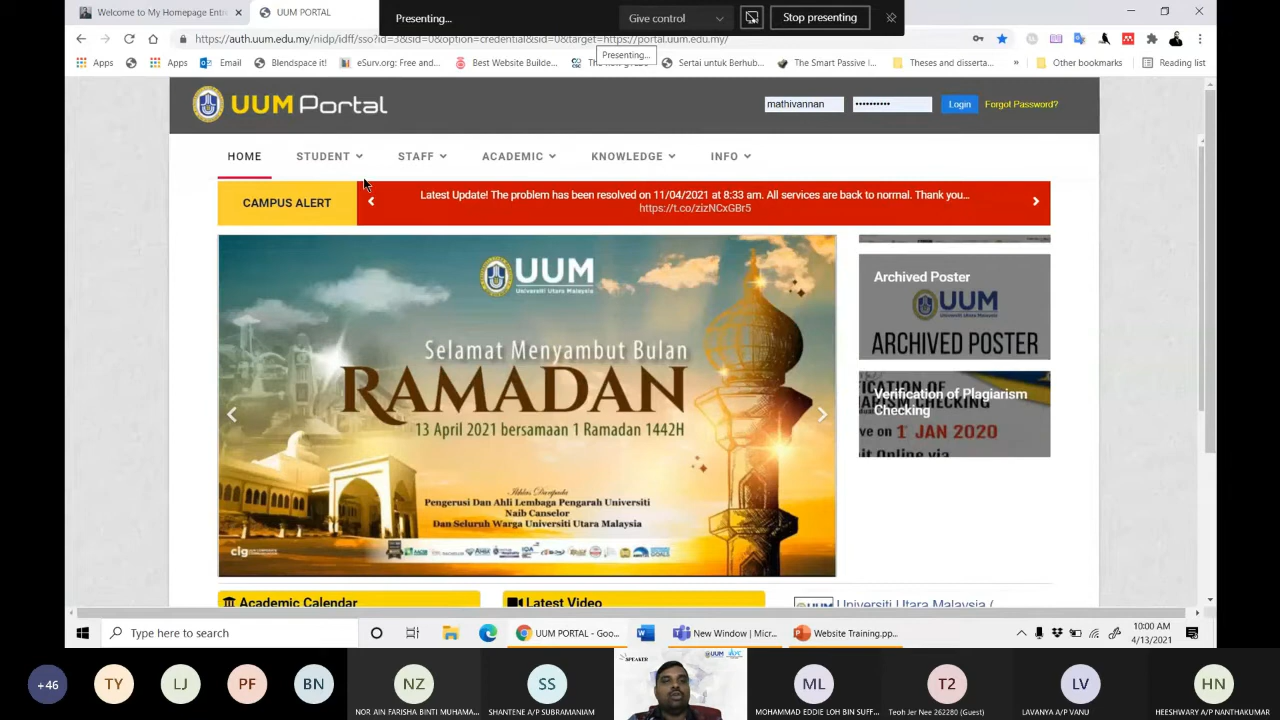 Welcome to My Homepage Entr
UUM PORTAL
Presenting...
Give control
Stop presenting
https://auth.uum.edu.my/nidp/idff/sso?id=3&sid=0&option=credential&sid=0&target=https://portal.uum.edu.my/
Presenting...
Apps
Apps
Email
Blendspace it!
eSurv.org: Free and...
Best Website Builde...
Sertai untuk Berhub...
The Smart Passive I...
Theses and disserta...
»
Other bookmarks
Reading list
UUM Portal
mathivannan
Login
Forgot Password?
HOME
STUDENT
STAFF
ACADEMIC
KNOWLEDGE
INFO
CAMPUS ALERT
Latest Update! The problem has been resolved on 11/04/2021 at 8:33 am. All services are back to normal. Thank you...
https://t.co/zizNCxGBr5
UUM
Universiti Utara Malaysia
Selamat Menyambut Bulan
RAMADAN
13 April 2021 bersamaan 1 Ramadan 1442H
Ikhlas Daripada
Pengerusi Dan Ahli Lembaga Pengarah Universiti
Naib Canselor
Dan Seluruh Warga Universiti Utara Malaysia
clg
Archived Poster
UUM
ARCHIVED POSTER
Verification of Plagiarism
Checking
ve on 1 JAN 2020
it Online via
Academic Calendar
Latest Video
Universiti Utara Malaysia (
Type here to search
UUM PORTAL - Goo...
New Window | Micr...
Website Training.pp...
10:00 AM
4/13/2021
+46
TY
LJ
PF
BN
NZ
NOR AIN FARISHA BINTI MUHAMA...
SS
SHANTENE A/P SUBRAMANIAM
SPEAKER
UUM
ML
MOHAMMAD EDDIE LOH BIN SUFF...
T2
Teoh Jer Nee 262280 (Guest)
LV
LAVANYA A/P VANU
HN
HEESHWARY A/P NANTHAKUMAR